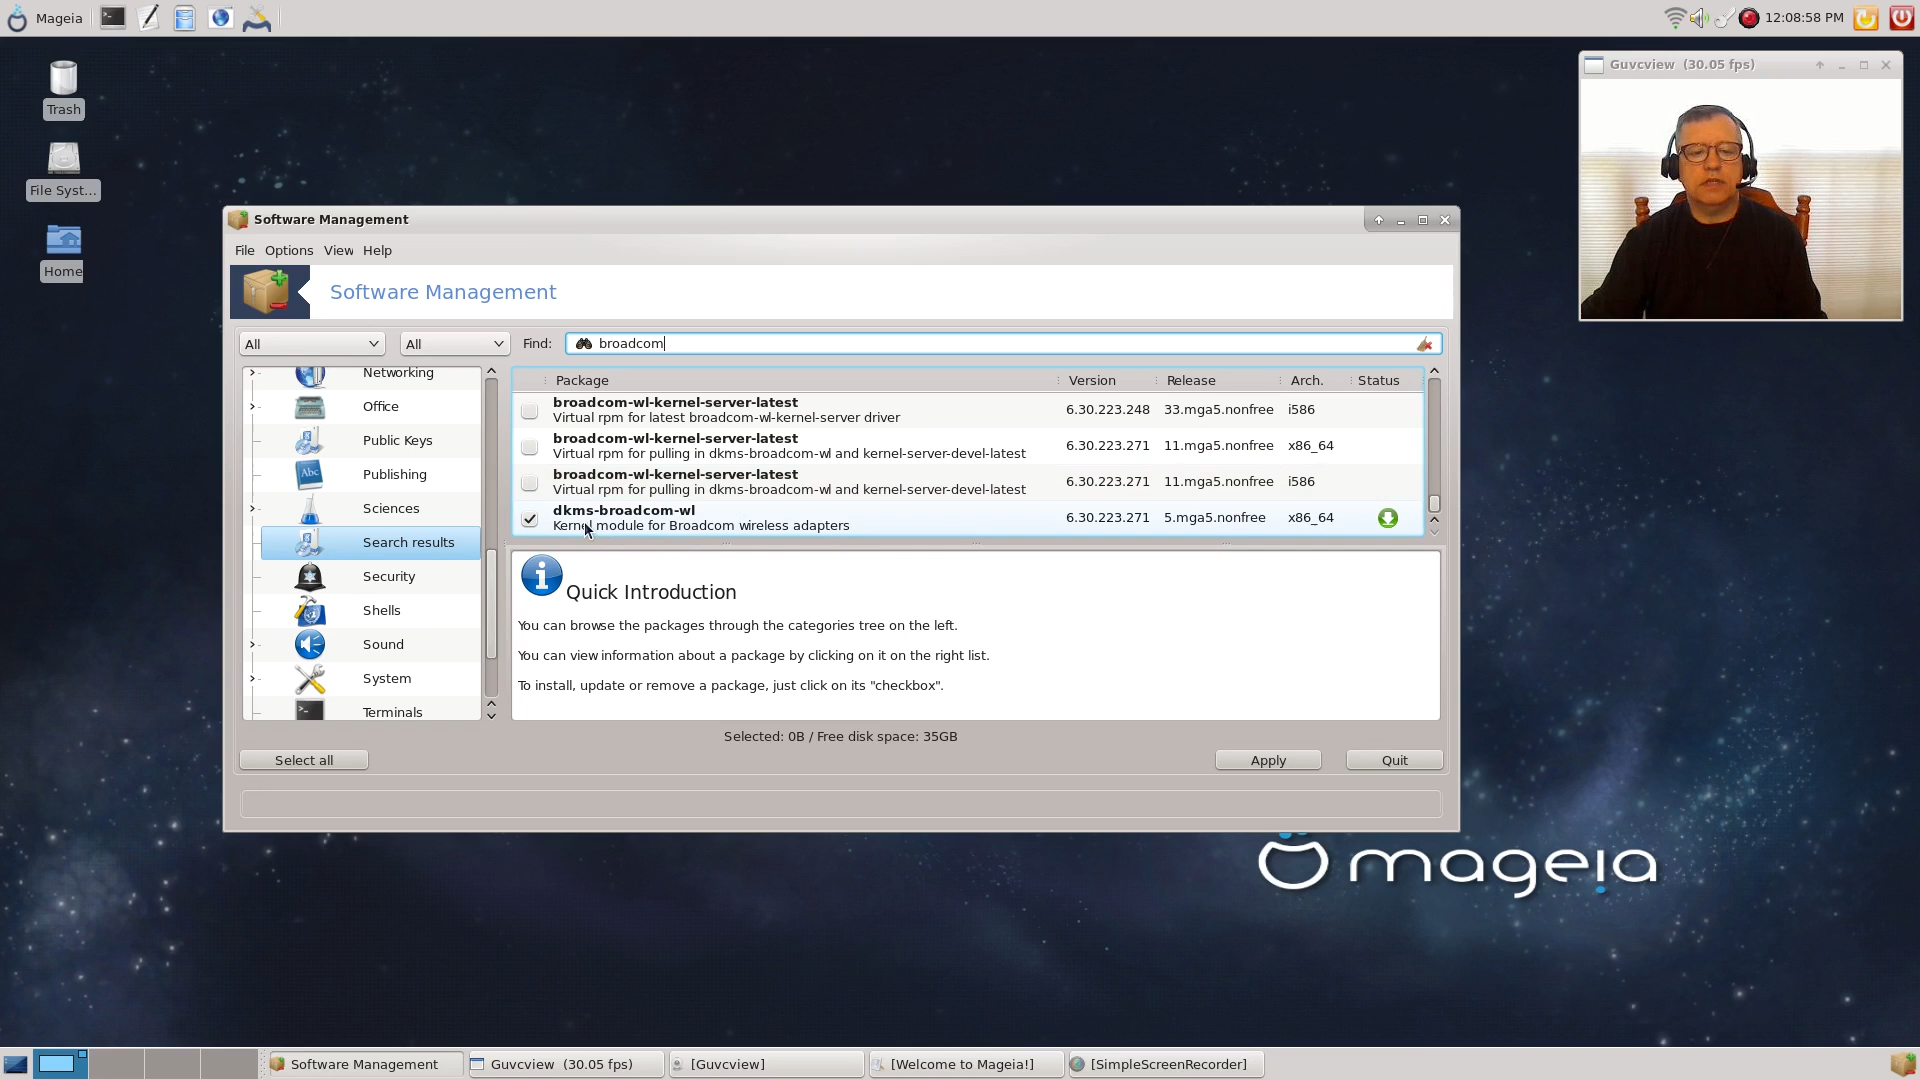 Mageia
12:08:58 PM
Trash
File Syst...
Home
Guvcview (30.05 fps)
Software Management
File Options View Help
Software Management
All
All
Find:
broadcom
Networking
Office
Public Keys
Publishing
Sciences
Search results
Security
Shells
Sound
System
Terminals
Package Version Release Arch. Status
broadcom-wl-kernel-server-latest
Virtual rpm for latest broadcom-wl-kernel-server driver
6.30.223.248 33.mga5.nonfree i586
broadcom-wl-kernel-server-latest
Virtual rpm for pulling in dkms-broadcom-wl and kernel-server-devel-latest
6.30.223.271 11.mga5.nonfree x86_64
broadcom-wl-kernel-server-latest
Virtual rpm for pulling in dkms-broadcom-wl and kernel-server-devel-latest
6.30.223.271 11.mga5.nonfree i586
dkms-broadcom-wl
Kernel module for Broadcom wireless adapters
6.30.223.271 5.mga5.nonfree x86_64
Quick Introduction
You can browse the packages through the categories tree on the left.
You can view information about a package by clicking on it on the right list.
To install, update or remove a package, just click on its "checkbox".
Selected: 0B / Free disk space: 35GB
Select all
Apply
Quit
mageia
Software Management
Guvcview (30.05 fps)
[Guvcview]
[Welcome to Mageia!]
[SimpleScreenRecorder]